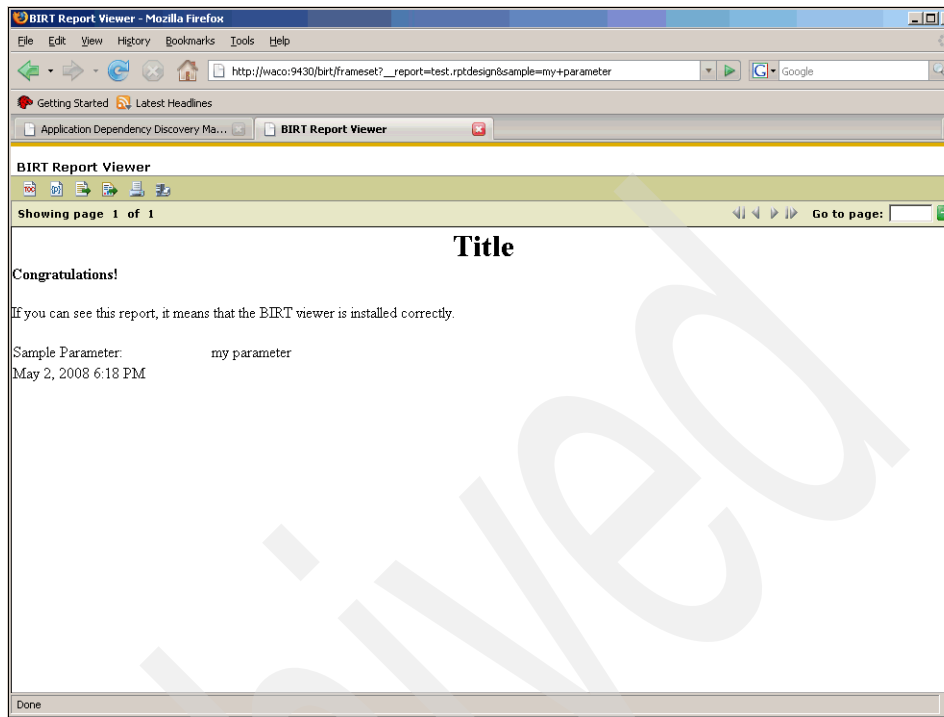 BIRT Report Viewer - Mozilla Firefox
File Edit View History Bookmarks Tools Help
http://waco:9430/birt/frameset?__report=test.rptdesign&sample=my+parameter
G Google
Getting Started Latest Headlines
Application Dependency Discovery Ma... BIRT Report Viewer
BIRT Report Viewer
Showing page 1 of 1 Go to page:
Title
Congratulations!
If you can see this report, it means that the BIRT viewer is installed correctly.
Sample Parameter: my parameter
May 2, 2008 6:18 PM
hived
Done